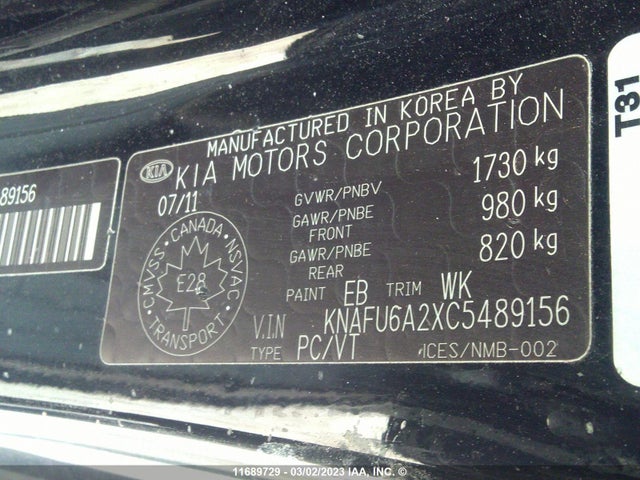 MANUFACTURED IN KOREA BY
KIA KIA MOTORS CORPORATION
07/11
GVWR/PNBV 1730 kg
GAWR/PNBE FRONT 980 kg
GAWR/PNBE REAR 820 kg
PAINT EB TRIM WK
V.I.N KNAFU6A2XC5489156
TYPE PC/VT ICES/NMB-002
CMVSS · CANADA · NSVAC
E28
TRANSPORT
89156
T31
11689729 - 03/02/2023 IAA, INC. ©